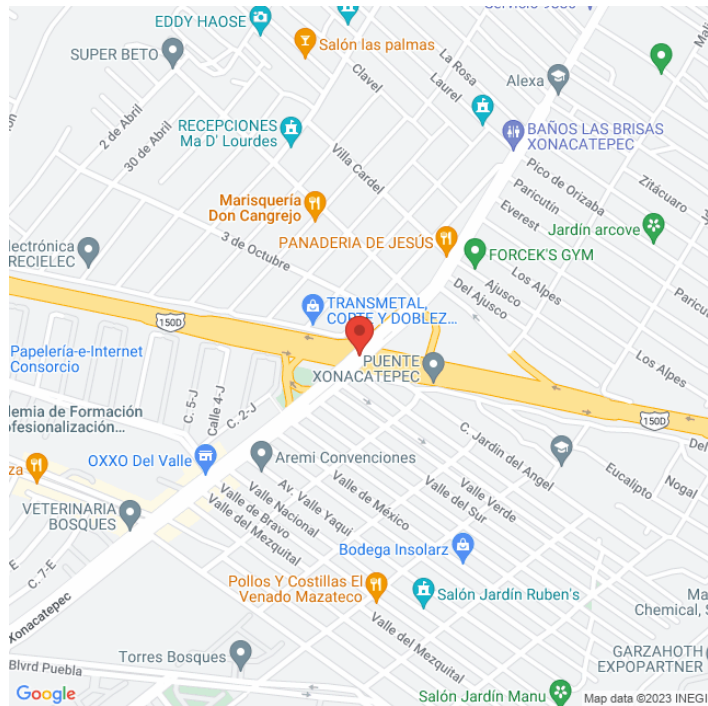 EDDY HAOSE
Salón las palmas
SUPER BETO
Clavel
La Rosa
Laurel
Alexa
2 de Abril
30 de Abril
RECEPCIONES
Ma D' Lourdes
BAÑOS LAS BRISAS
XONACATEPEC
Villa Cardel
Pico de Orizaba
Paricutin
Everest
Zitácuaro
Marisquería
Don Cangrejo
Jardín arcove
3 de Octubre
PANADERIA DE JESÚS
FORCEK'S GYM
Los Alpes
Ajusco
Del Ajusco
TRANSMETAL,
CORTE Y DOBLEZ...
150D
Papelería-e-Internet
Consorcio
PUENTE
XONACATEPEC
Los Alpes
C. 5-J
Calle 4-J
C. 2-J
150D
OXXO Del Valle
Aremi Convenciones
C. Jardin del Angel
Eucalipto
Nogal
VETERINARIA
BOSQUES
Valle de Bravo
Valle del Mezquital
Valle Nacional
Av. Valle Yaqui
Valle de México
Valle del Sur
Valle Verde
Bodega Insolarz
C. 7-E
Pollos Y Costillas El
Venado Mazateco
Salón Jardín Ruben's
Xonacatepec
Valle del Mezquital
Torres Bosques
Blvrd Puebla
GARZAHOTH
EXPOPARTNER
Salón Jardín Manu
Google
Map data ©2023 INEGI